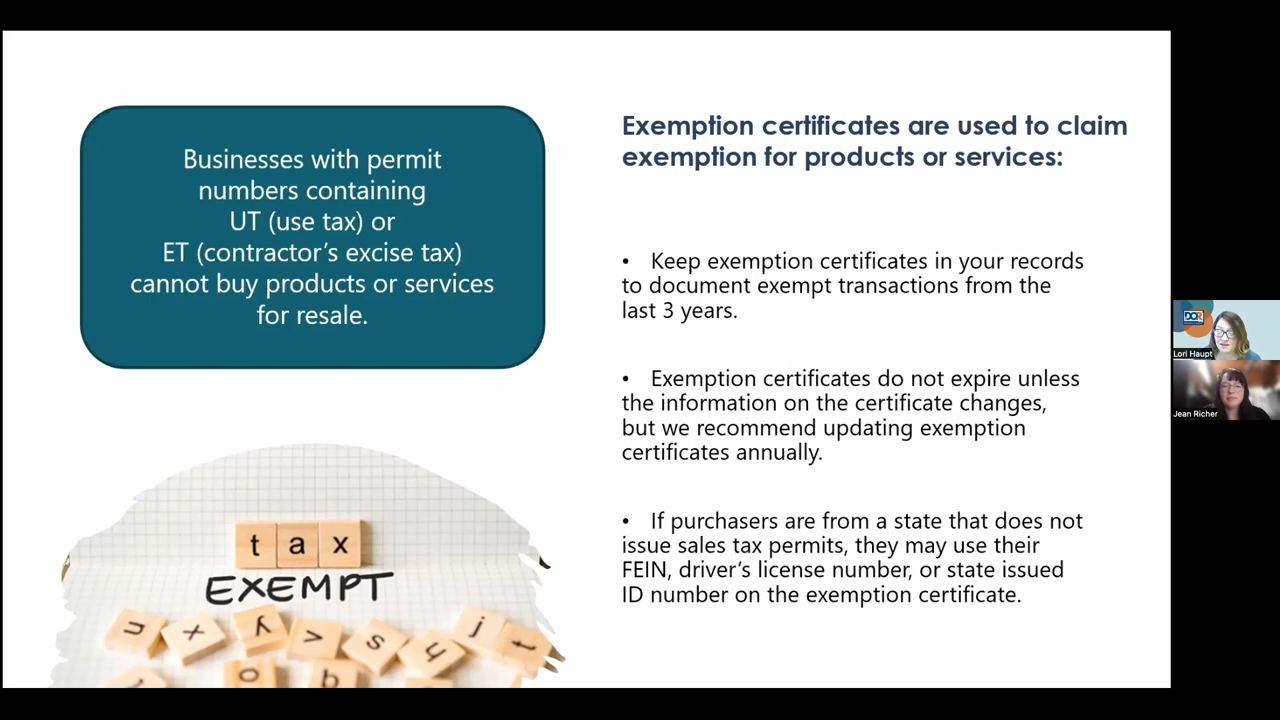 Businesses with permit
numbers containing
UT (use tax) or
ET (contractor's excise tax)
cannot buy products or services
for resale.
Exemption certificates are used to claim
exemption for products or services:
• Keep exemption certificates in your records
to document exempt transactions from the
last 3 years.
• Exemption certificates do not expire unless
the information on the certificate changes,
but we recommend updating exemption
certificates annually.
• If purchasers are from a state that does not
issue sales tax permits, they may use their
FEIN, driver's license number, or state issued
ID number on the exemption certificate.
tax
EXEMPT
DOR
Lori Haupt
Jean Richer